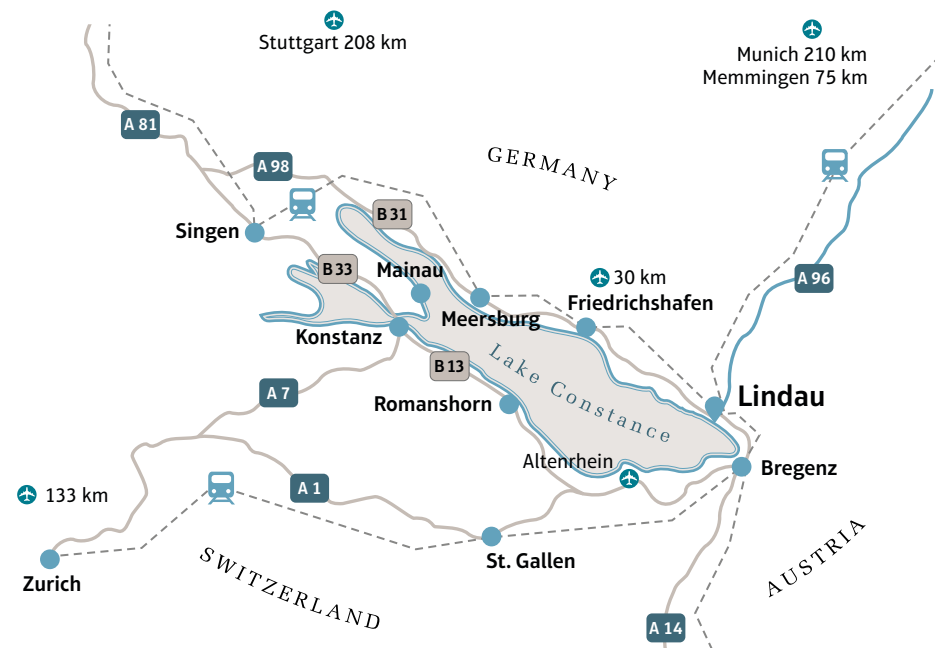 Stuttgart 208 km
Munich 210 km
Memmingen 75 km
A 81
GERMANY
A 98
B 31
Singen
B 33
Mainau
30 km
Friedrichshafen
A 96
Meersburg
Konstanz
Lake Constance
B 13
A 7
Lindau
Romanshorn
Altenrhein
Bregenz
133 km
A 1
St. Gallen
Zurich
SWITZERLAND
AUSTRIA
A 14